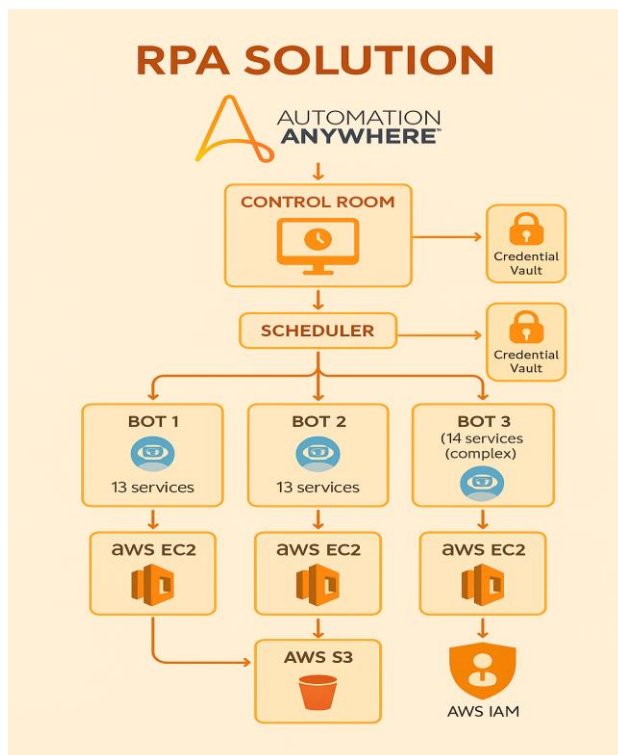 RPA SOLUTION
AUTOMATION
ANYWHERE™
CONTROL ROOM
Credential
Vault
SCHEDULER
Credential
Vault
BOT 1
13 services
BOT 2
13 services
BOT 3
(14 services
(complex)
aws EC2
aws EC2
aws EC2
AWS S3
AWS IAM